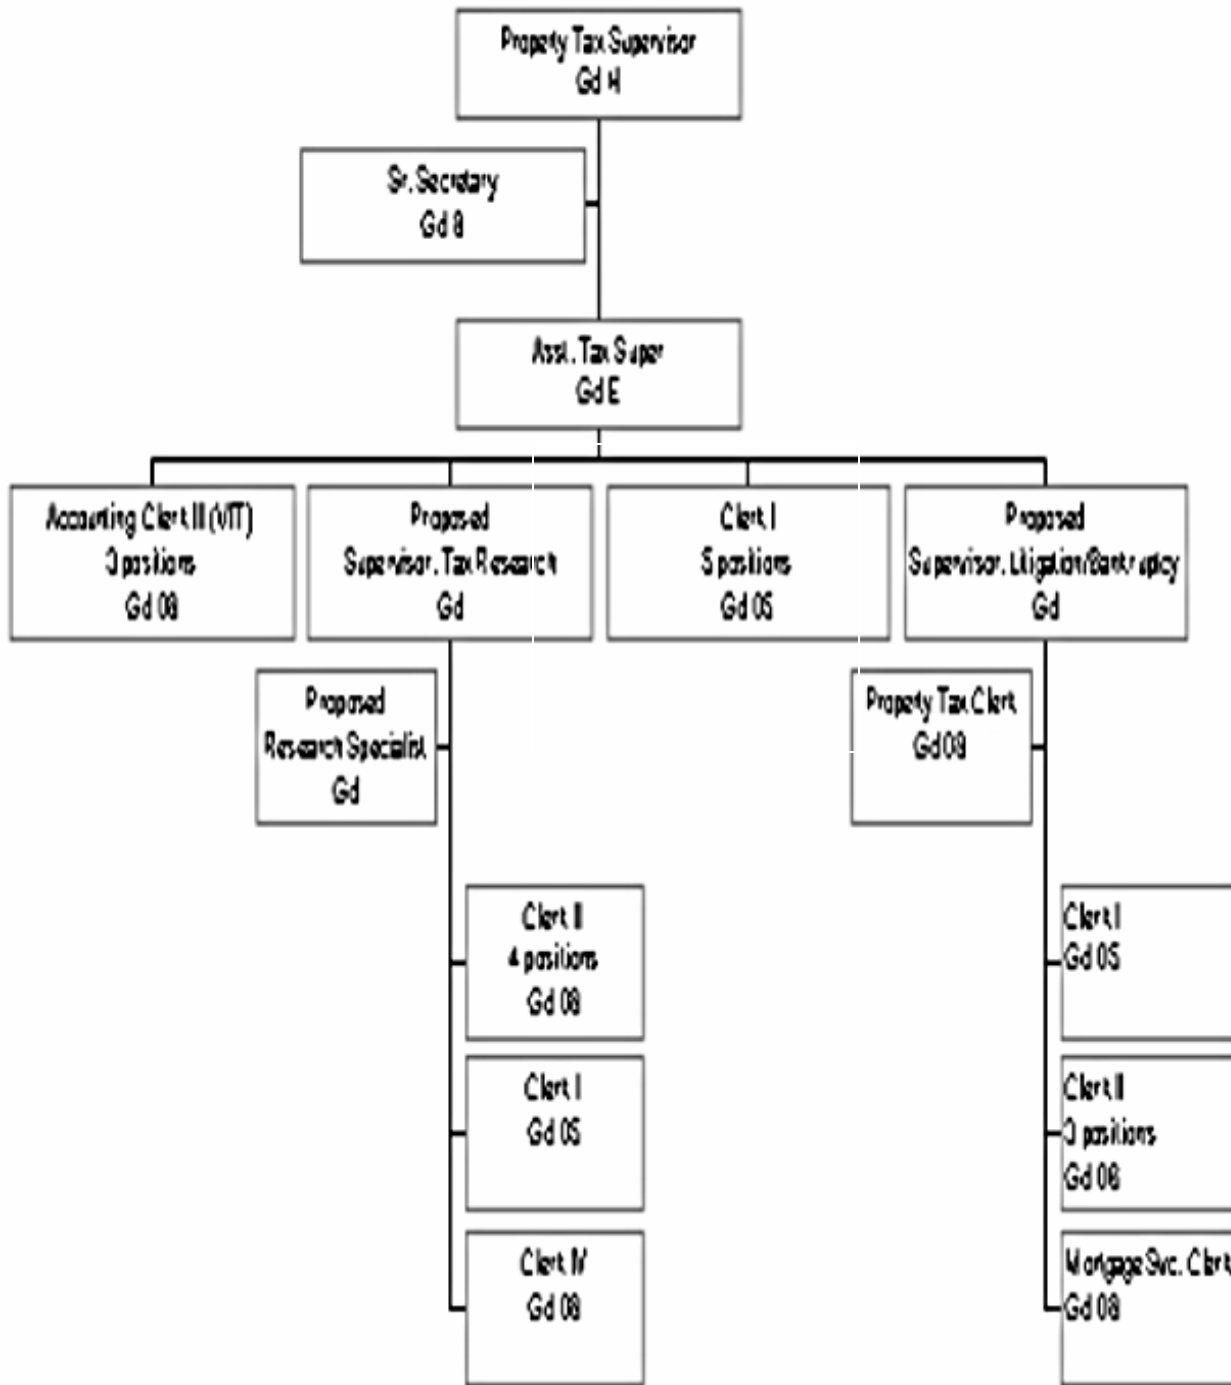 Property Tax Supervisor
Gd H
Sr. Secretary
Gd 8
Asst. Tax Super
Gd E
Accounting Clerk III (VIT)
3 positions
Gd 08
Proposed
Supervisor, Tax Research
Gd
Clerk I
5 positions
Gd 05
Proposed
Supervisor, Litigation/Bankruptcy
Gd
Proposed
Research Specialist
Gd
Property Tax Clerk
Gd 08
Clerk II
4 positions
Gd
Clerk I
Gd 05
Clerk IV
Gd 08
Clerk I
Gd 05
Clerk II
3 positions
Gd
Mortgage Svc. Clerk
Gd 08